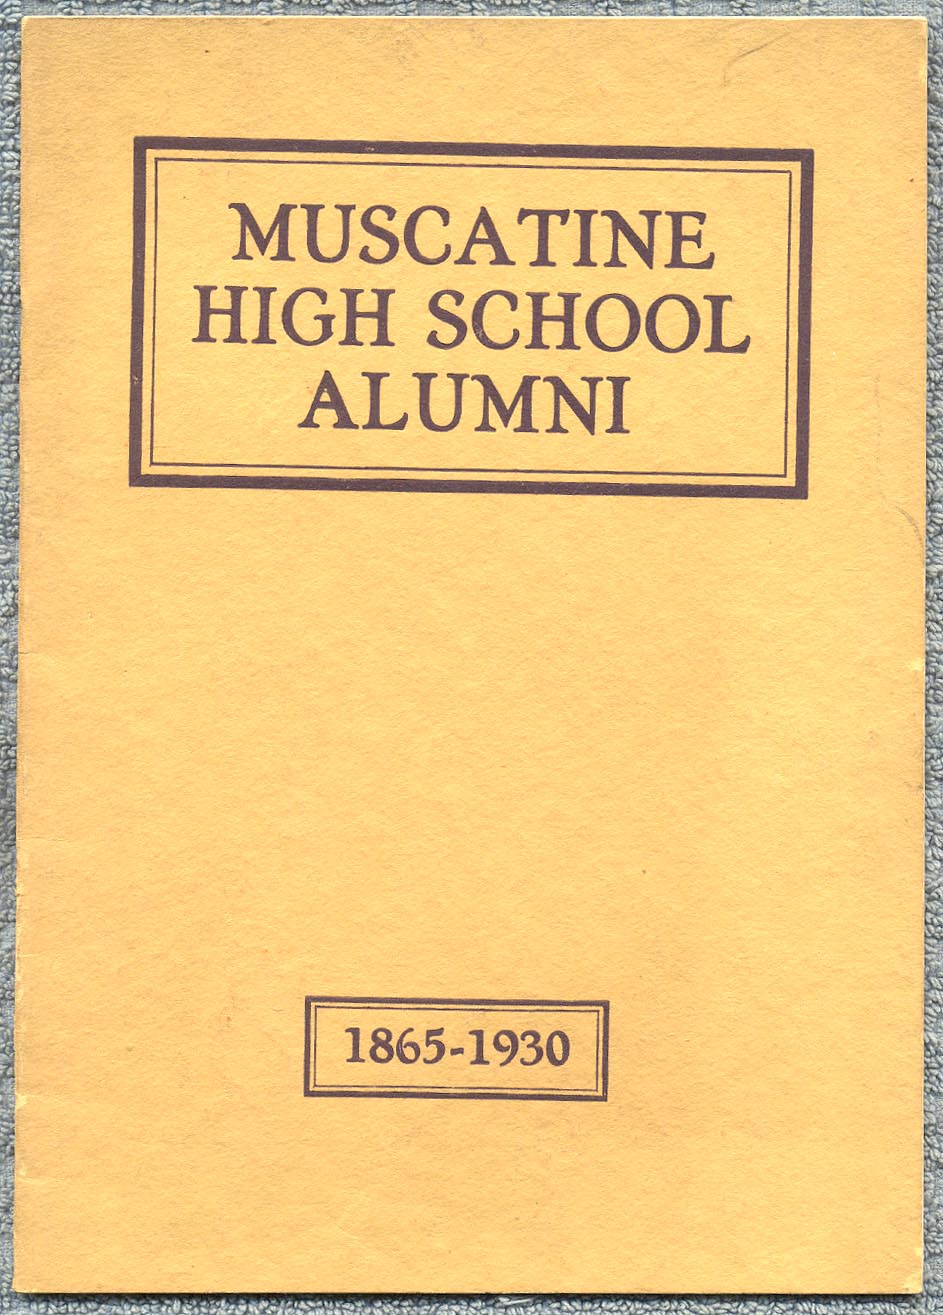 MUSCATINE
HIGH SCHOOL
ALUMNI
1865-1930